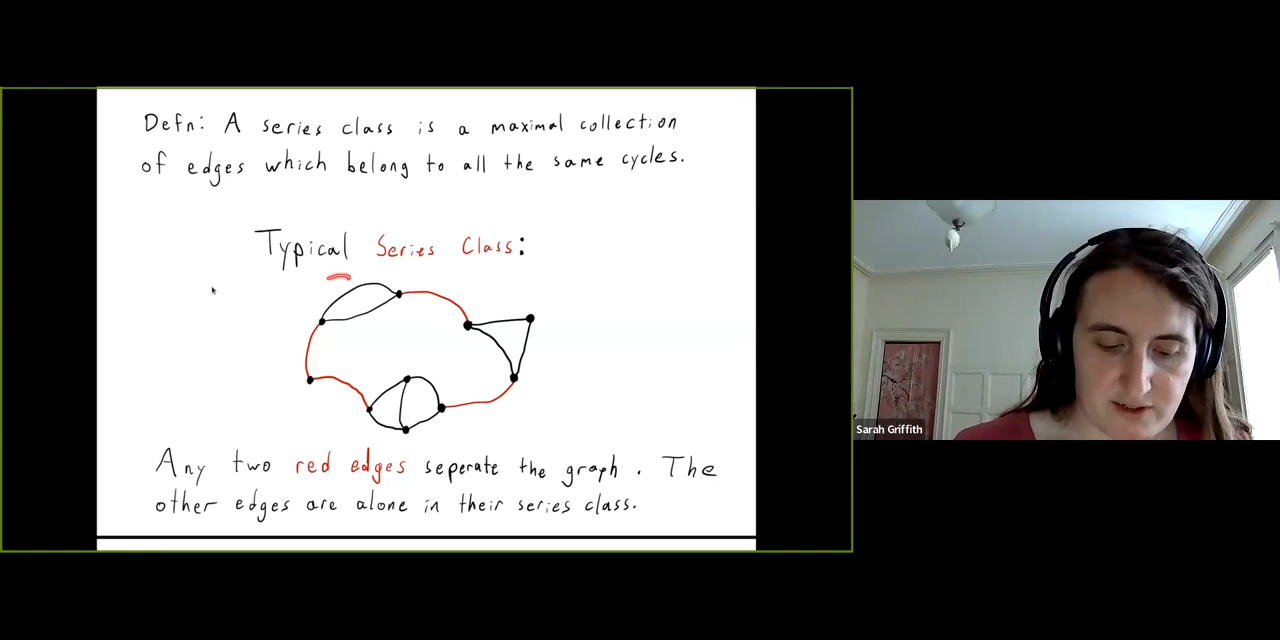 Defn: A series class is a maximal collection
of edges which belong to all the same cycles.
Typical Series Class:
Any two red edges seperate the graph. The
other edges are alone in their series class.
Sarah Griffith